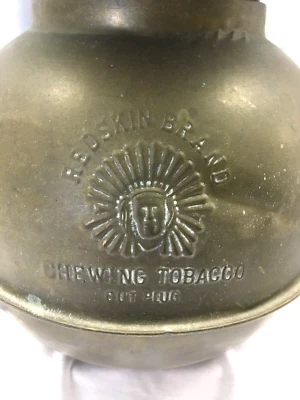 REDSKIN BRAND
CHEWING TOBACCO
CUT PLUG